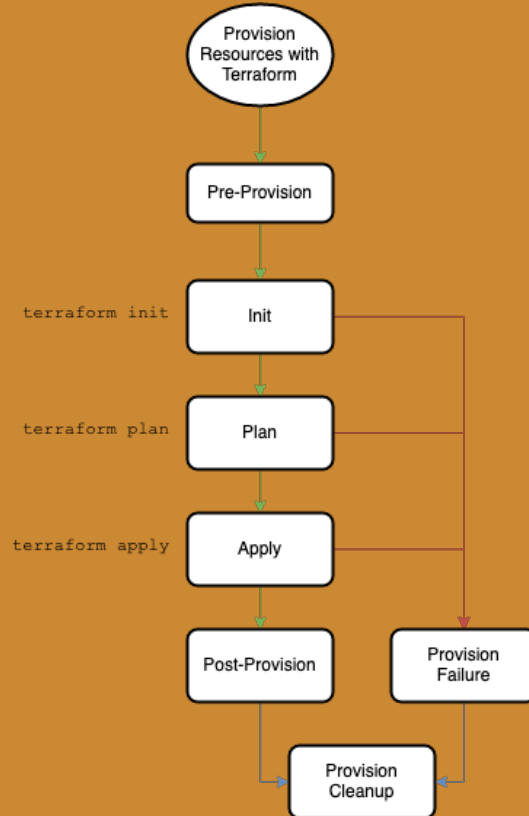 Provision
Resources with
Terraform
Pre-Provision
terraform init
Init
terraform plan
Plan
terraform apply
Apply
Post-Provision
Provision
Failure
Provision
Cleanup